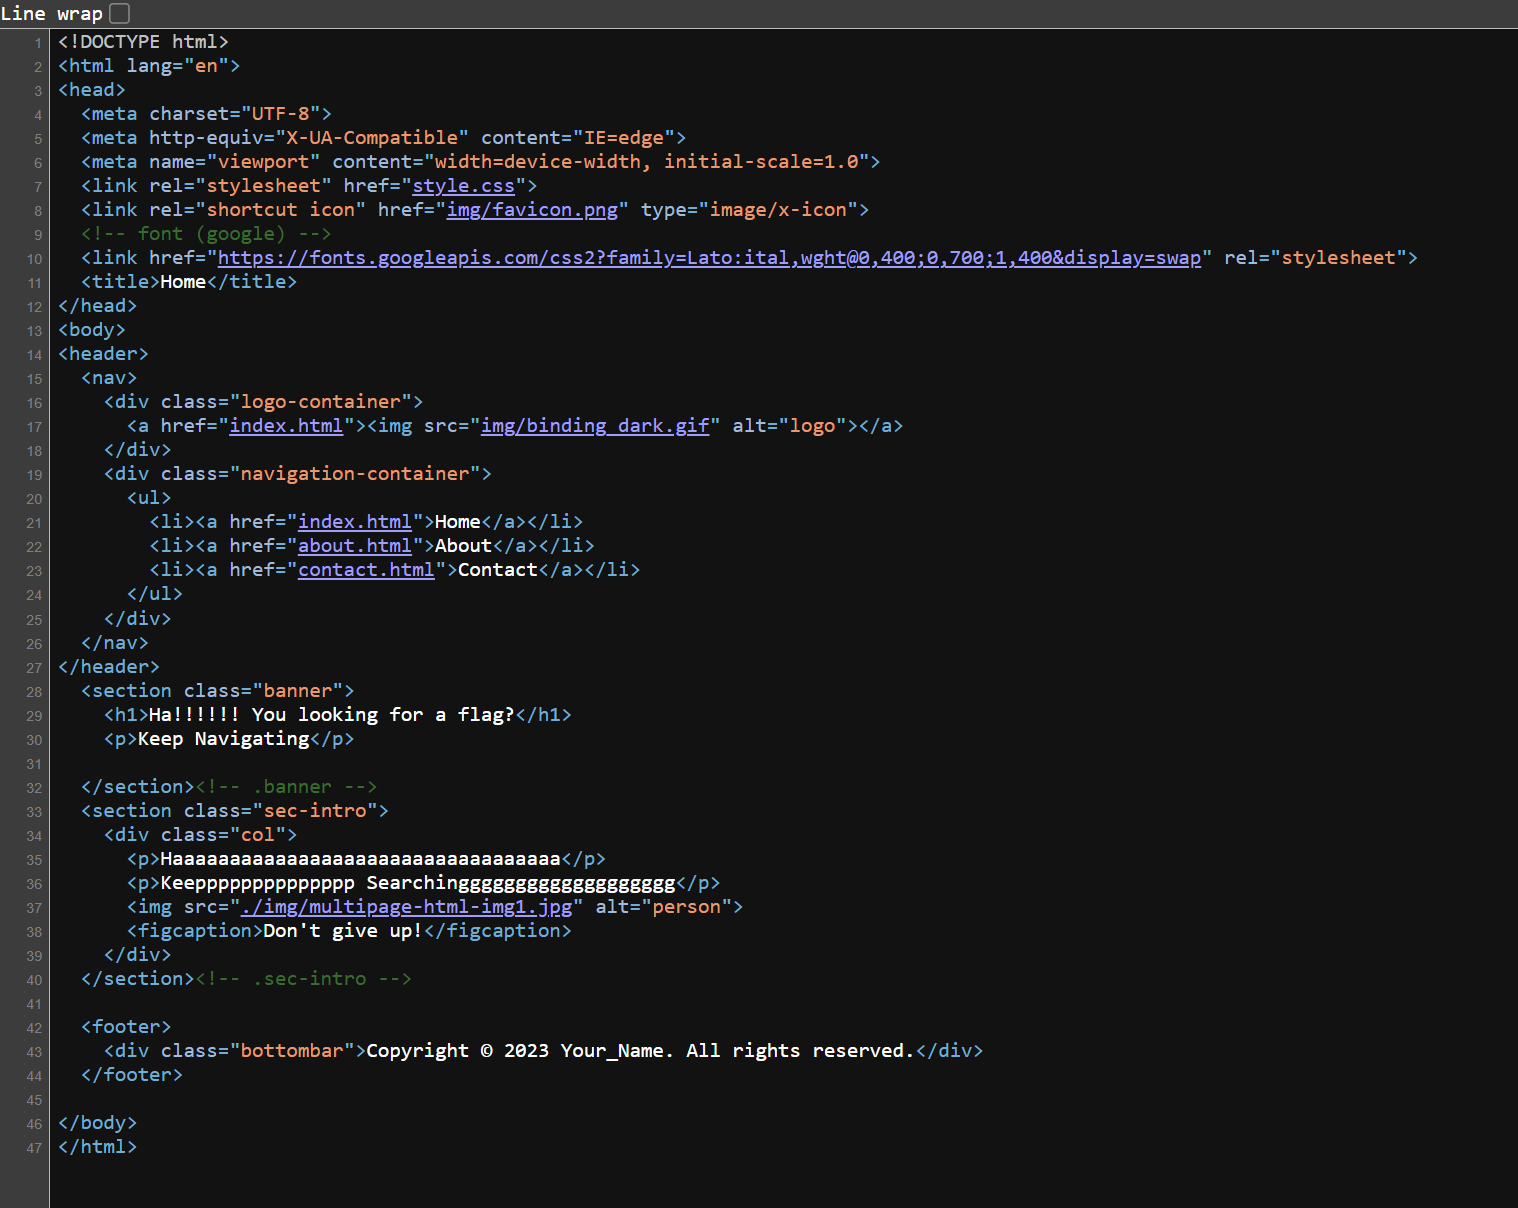 Line wrap
1 <!DOCTYPE html>
2 <html lang="en">
3 <head>
4   <meta charset="UTF-8">
5   <meta http-equiv="X-UA-Compatible" content="IE=edge">
6   <meta name="viewport" content="width=device-width, initial-scale=1.0">
7   <link rel="stylesheet" href="style.css">
8   <link rel="shortcut icon" href="img/favicon.png" type="image/x-icon">
9   <!-- font (google) -->
10   <link href="https://fonts.googleapis.com/css2?family=Lato:ital,wght@0,400;0,700;1,400&display=swap" rel="stylesheet">
11   <title>Home</title>
12 </head>
13 <body>
14 <header>
15   <nav>
16     <div class="logo-container">
17       <a href="index.html"><img src="img/binding_dark.gif" alt="logo"></a>
18     </div>
19     <div class="navigation-container">
20       <ul>
21         <li><a href="index.html">Home</a></li>
22         <li><a href="about.html">About</a></li>
23         <li><a href="contact.html">Contact</a></li>
24       </ul>
25     </div>
26   </nav>
27 </header>
28   <section class="banner">
29     <h1>Ha!!!!!! You looking for a flag?</h1>
30     <p>Keep Navigating</p>
31
32   </section><!-- .banner -->
33   <section class="sec-intro">
34     <div class="col">
35       <p>Haaaaaaaaaaaaaaaaaaaaaaaaaaaaaaaaaa</p>
36       <p>Keepppppppppppppp Searchinggggggggggggggggggg</p>
37       <img src="./img/multipage-html-img1.jpg" alt="person">
38       <figcaption>Don't give up!</figcaption>
39     </div>
40   </section><!-- .sec-intro -->
41
42   <footer>
43     <div class="bottombar">Copyright © 2023 Your_Name. All rights reserved.</div>
44   </footer>
45
46 </body>
47 </html>